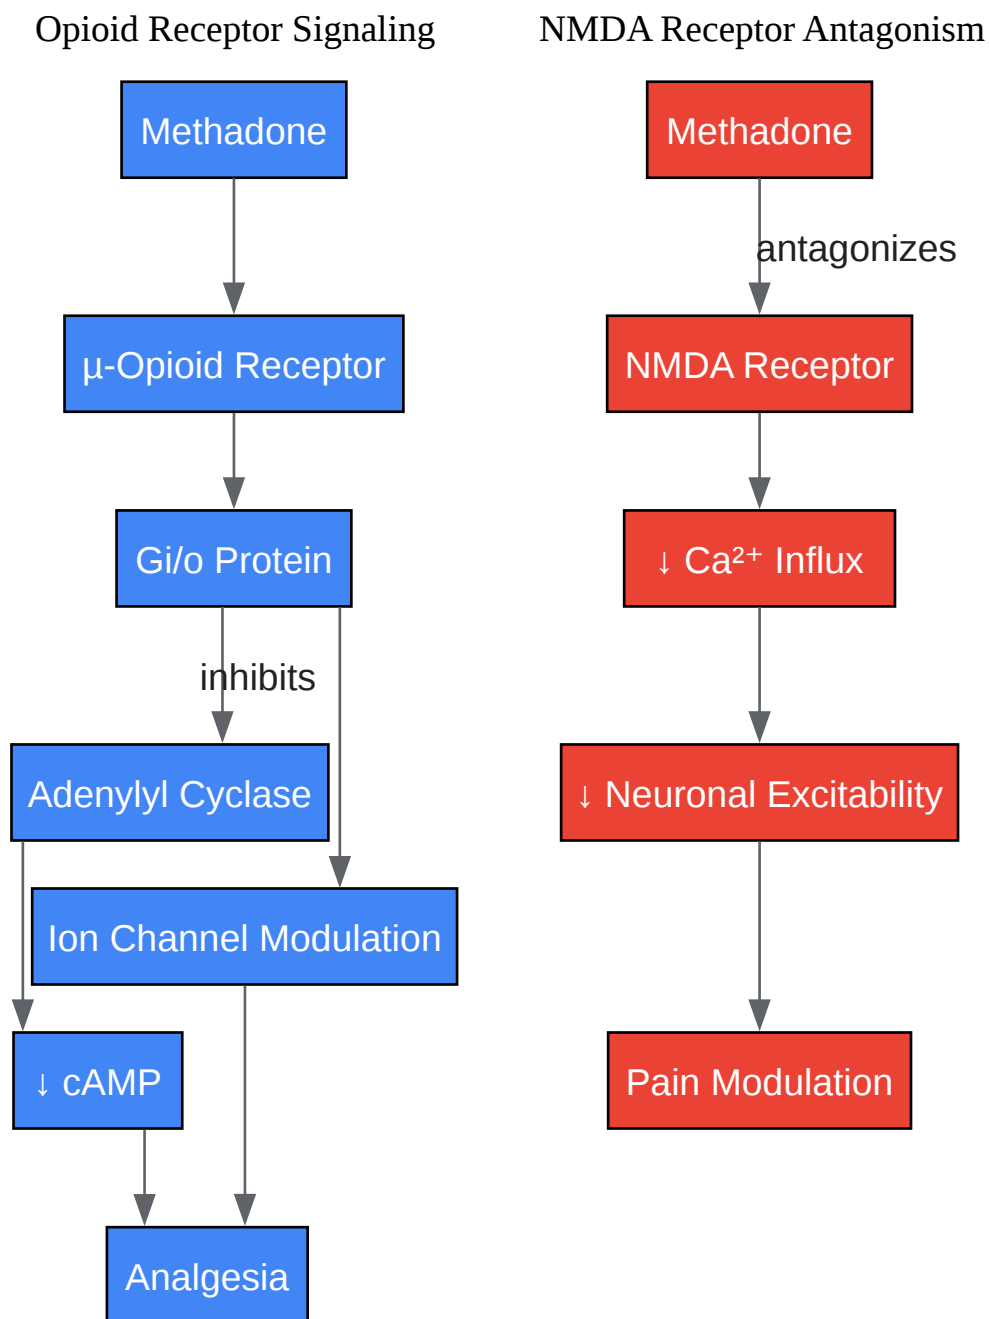 Opioid Receptor Signaling
Methadone
µ-Opioid Receptor
Gi/o Protein
inhibits
Adenylyl Cyclase
Ion Channel Modulation
↓ cAMP
Analgesia
NMDA Receptor Antagonism
Methadone
antagonizes
NMDA Receptor
↓ Ca²⁺ Influx
↓ Neuronal Excitability
Pain Modulation